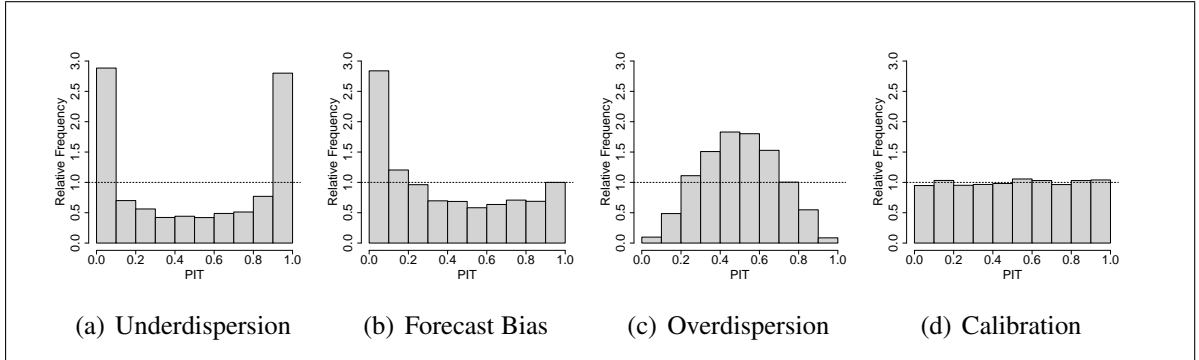 Relative Frequency
0.0 0.5 1.0 1.5 2.0 2.5 3.0
0.0 0.2 0.4 0.6 0.8 1.0
PIT
(a) Underdispersion
Relative Frequency
0.0 0.5 1.0 1.5 2.0 2.5 3.0
0.0 0.2 0.4 0.6 0.8 1.0
PIT
(b) Forecast Bias
Relative Frequency
0.0 0.5 1.0 1.5 2.0 2.5 3.0
0.0 0.2 0.4 0.6 0.8 1.0
PIT
(c) Overdispersion
Relative Frequency
0.0 0.5 1.0 1.5 2.0 2.5 3.0
0.0 0.2 0.4 0.6 0.8 1.0
PIT
(d) Calibration